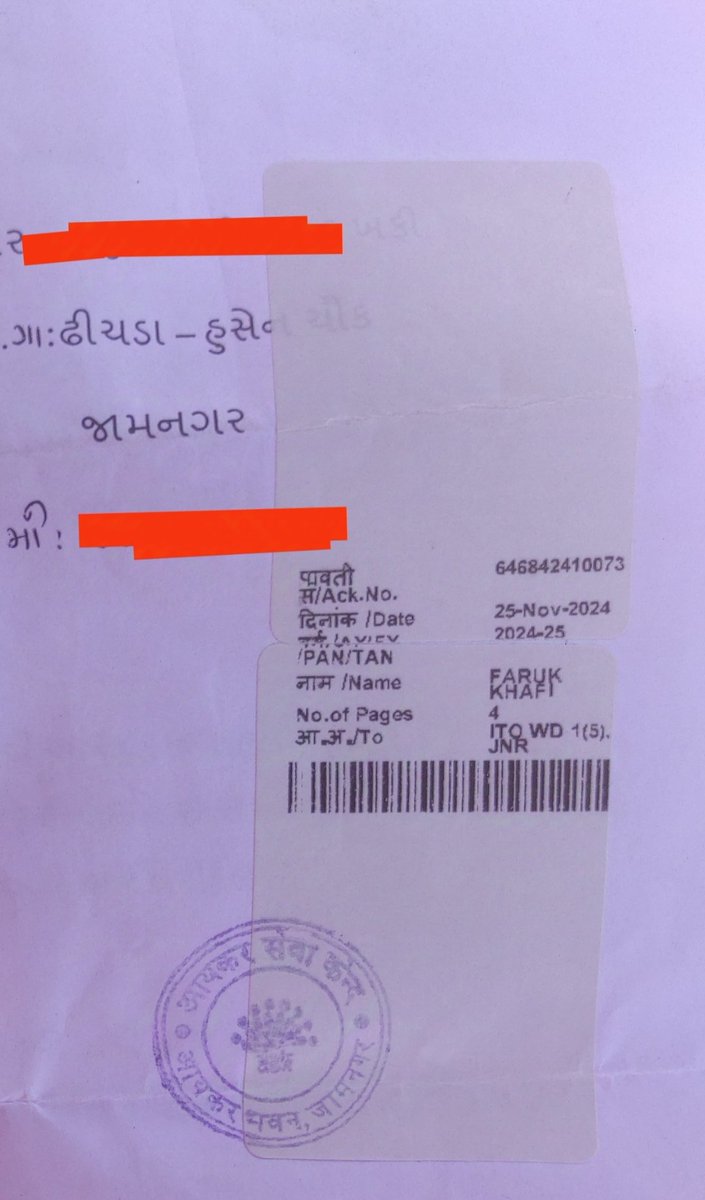 ર
.ગા:ઢીયડા – હુસેન ચોક
જામનગર
મો :
पावती
स/Ack.No. 646842410073
दिनांक /Date 25-Nov-2024
2024-25
/PAN/TAN
नाम /Name FARUK
KHAFI
No.of Pages 4
आ.अ./To ITO WD 1(5).
JNR
आयकर सेवा केन्द्र
आयकर भवन, जामनगर